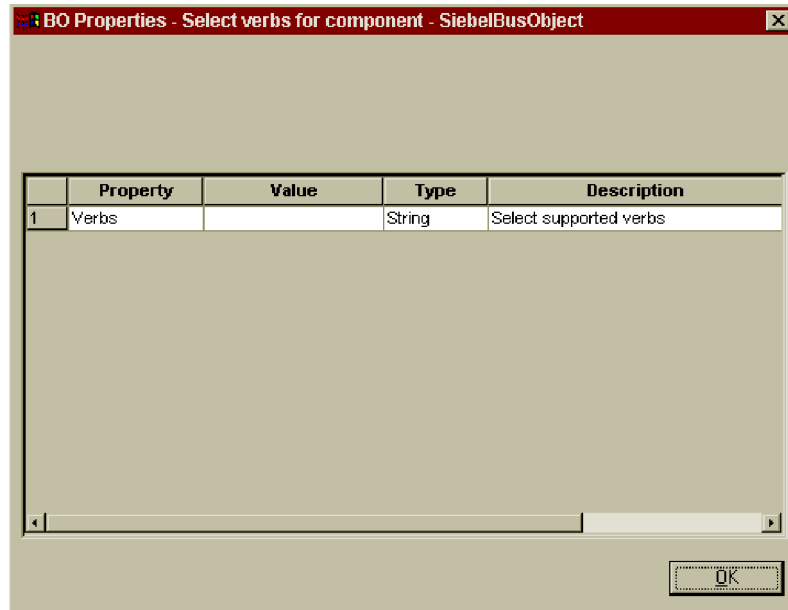 BO Properties - Select verbs for component - SiebelBusObject
Property Value Type Description
1 Verbs String Select supported verbs
OK